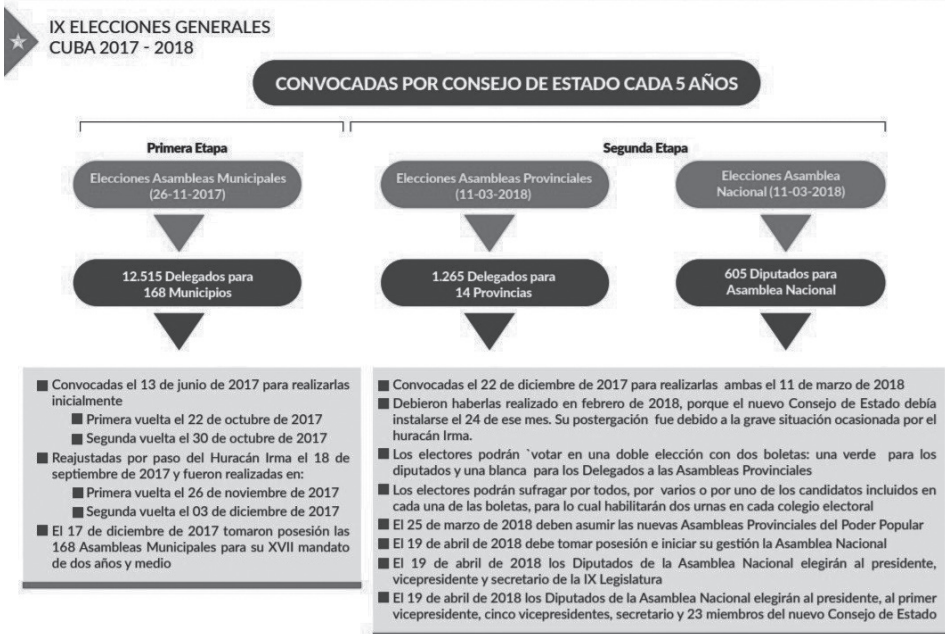 IX ELECCIONES GENERALES
CUBA 2017 - 2018
CONVOCADAS POR CONSEJO DE ESTADO CADA 5 AÑOS
Primera Etapa
Elecciones Asambleas Municipales
(26-11-2017)
12.515 Delegados para
168 Municipios
■ Convocadas el 13 de junio de 2017 para realizarlas
inicialmente
■ Primera vuelta el 22 de octubre de 2017
■ Segunda vuelta el 30 de octubre de 2017
■ Reajustadas por paso del Huracán Irma el 18 de
septiembre de 2017 y fueron realizadas en:
■ Primera vuelta el 26 de noviembre de 2017
■ Segunda vuelta el 03 de diciembre de 2017
■ El 17 de diciembre de 2017 tomaron posesión las
168 Asambleas Municipales para su XVII mandato
de dos años y medio
Segunda Etapa
Elecciones Asambleas Provinciales
(11-03-2018)
1.265 Delegados para
14 Provincias
Elecciones Asamblea
Nacional (11-03-2018)
605 Diputados para
Asamblea Nacional
■ Convocadas el 22 de diciembre de 2017 para realizarlas ambas el 11 de marzo de 2018
■ Debieron haberlas realizado en febrero de 2018, porque el nuevo Consejo de Estado debía
instalarse el 24 de ese mes. Su postergación fue debido a la grave situación ocasionada por el
huracán Irma.
■ Los electores podrán `votar en una doble elección con dos boletas: una verde para los
diputados y una blanca para los Delegados a las Asambleas Provinciales
■ Los electores podrán sufragar por todos, por varios o por uno de los candidatos incluidos en
cada una de las boletas, para lo cual habilitarán dos urnas en cada colegio electoral
■ El 25 de marzo de 2018 deben asumir las nuevas Asambleas Provinciales del Poder Popular
■ El 19 de abril de 2018 debe tomar posesión e iniciar su gestión la Asamblea Nacional
■ El 19 de abril de 2018 los Diputados de la Asamblea Nacional elegirán al presidente,
vicepresidente y secretario de la IX Legislatura
■ El 19 de abril de 2018 los Diputados de la Asamblea Nacional elegirán al presidente, al primer
vicepresidente, cinco vicepresidentes, secretario y 23 miembros del nuevo Consejo de Estado